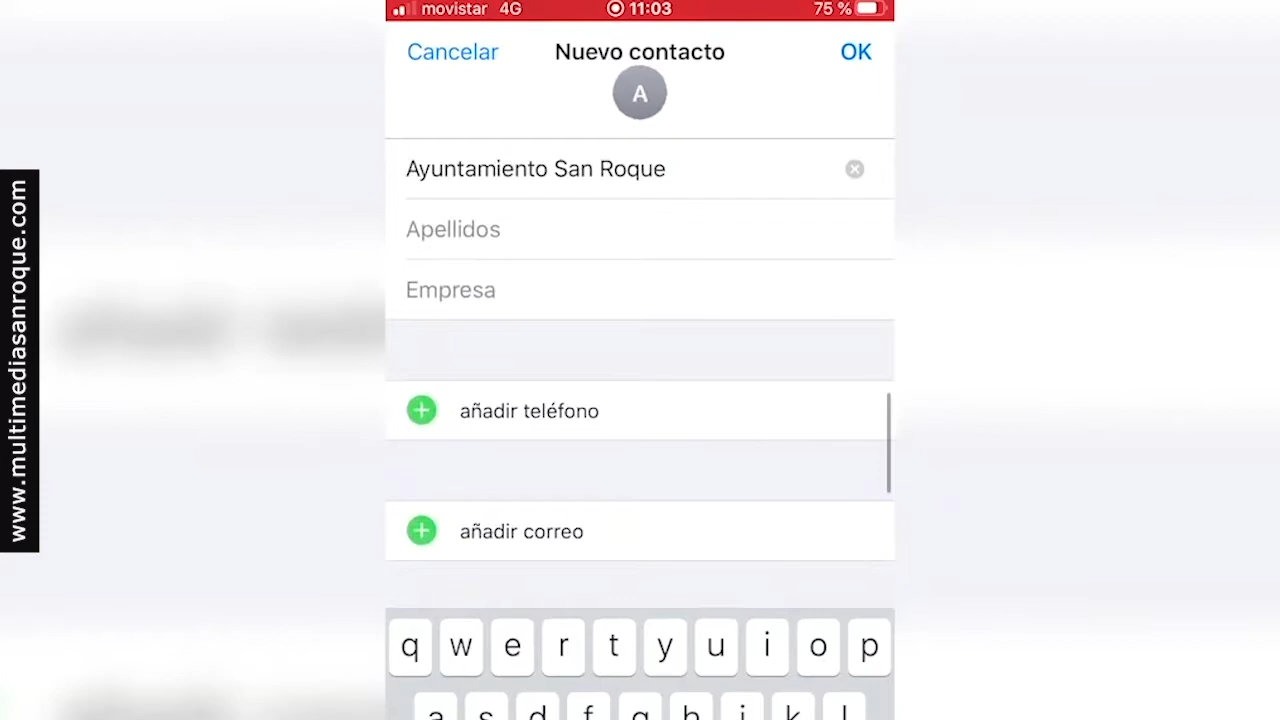 movistar 4G 11:03 75 %
Cancelar Nuevo contacto OK
A
Ayuntamiento San Roque
Apellidos
Empresa
añadir teléfono
añadir correo
q w e r t y u i o p
a s d f g h j k l
www.multimediasanroque.com